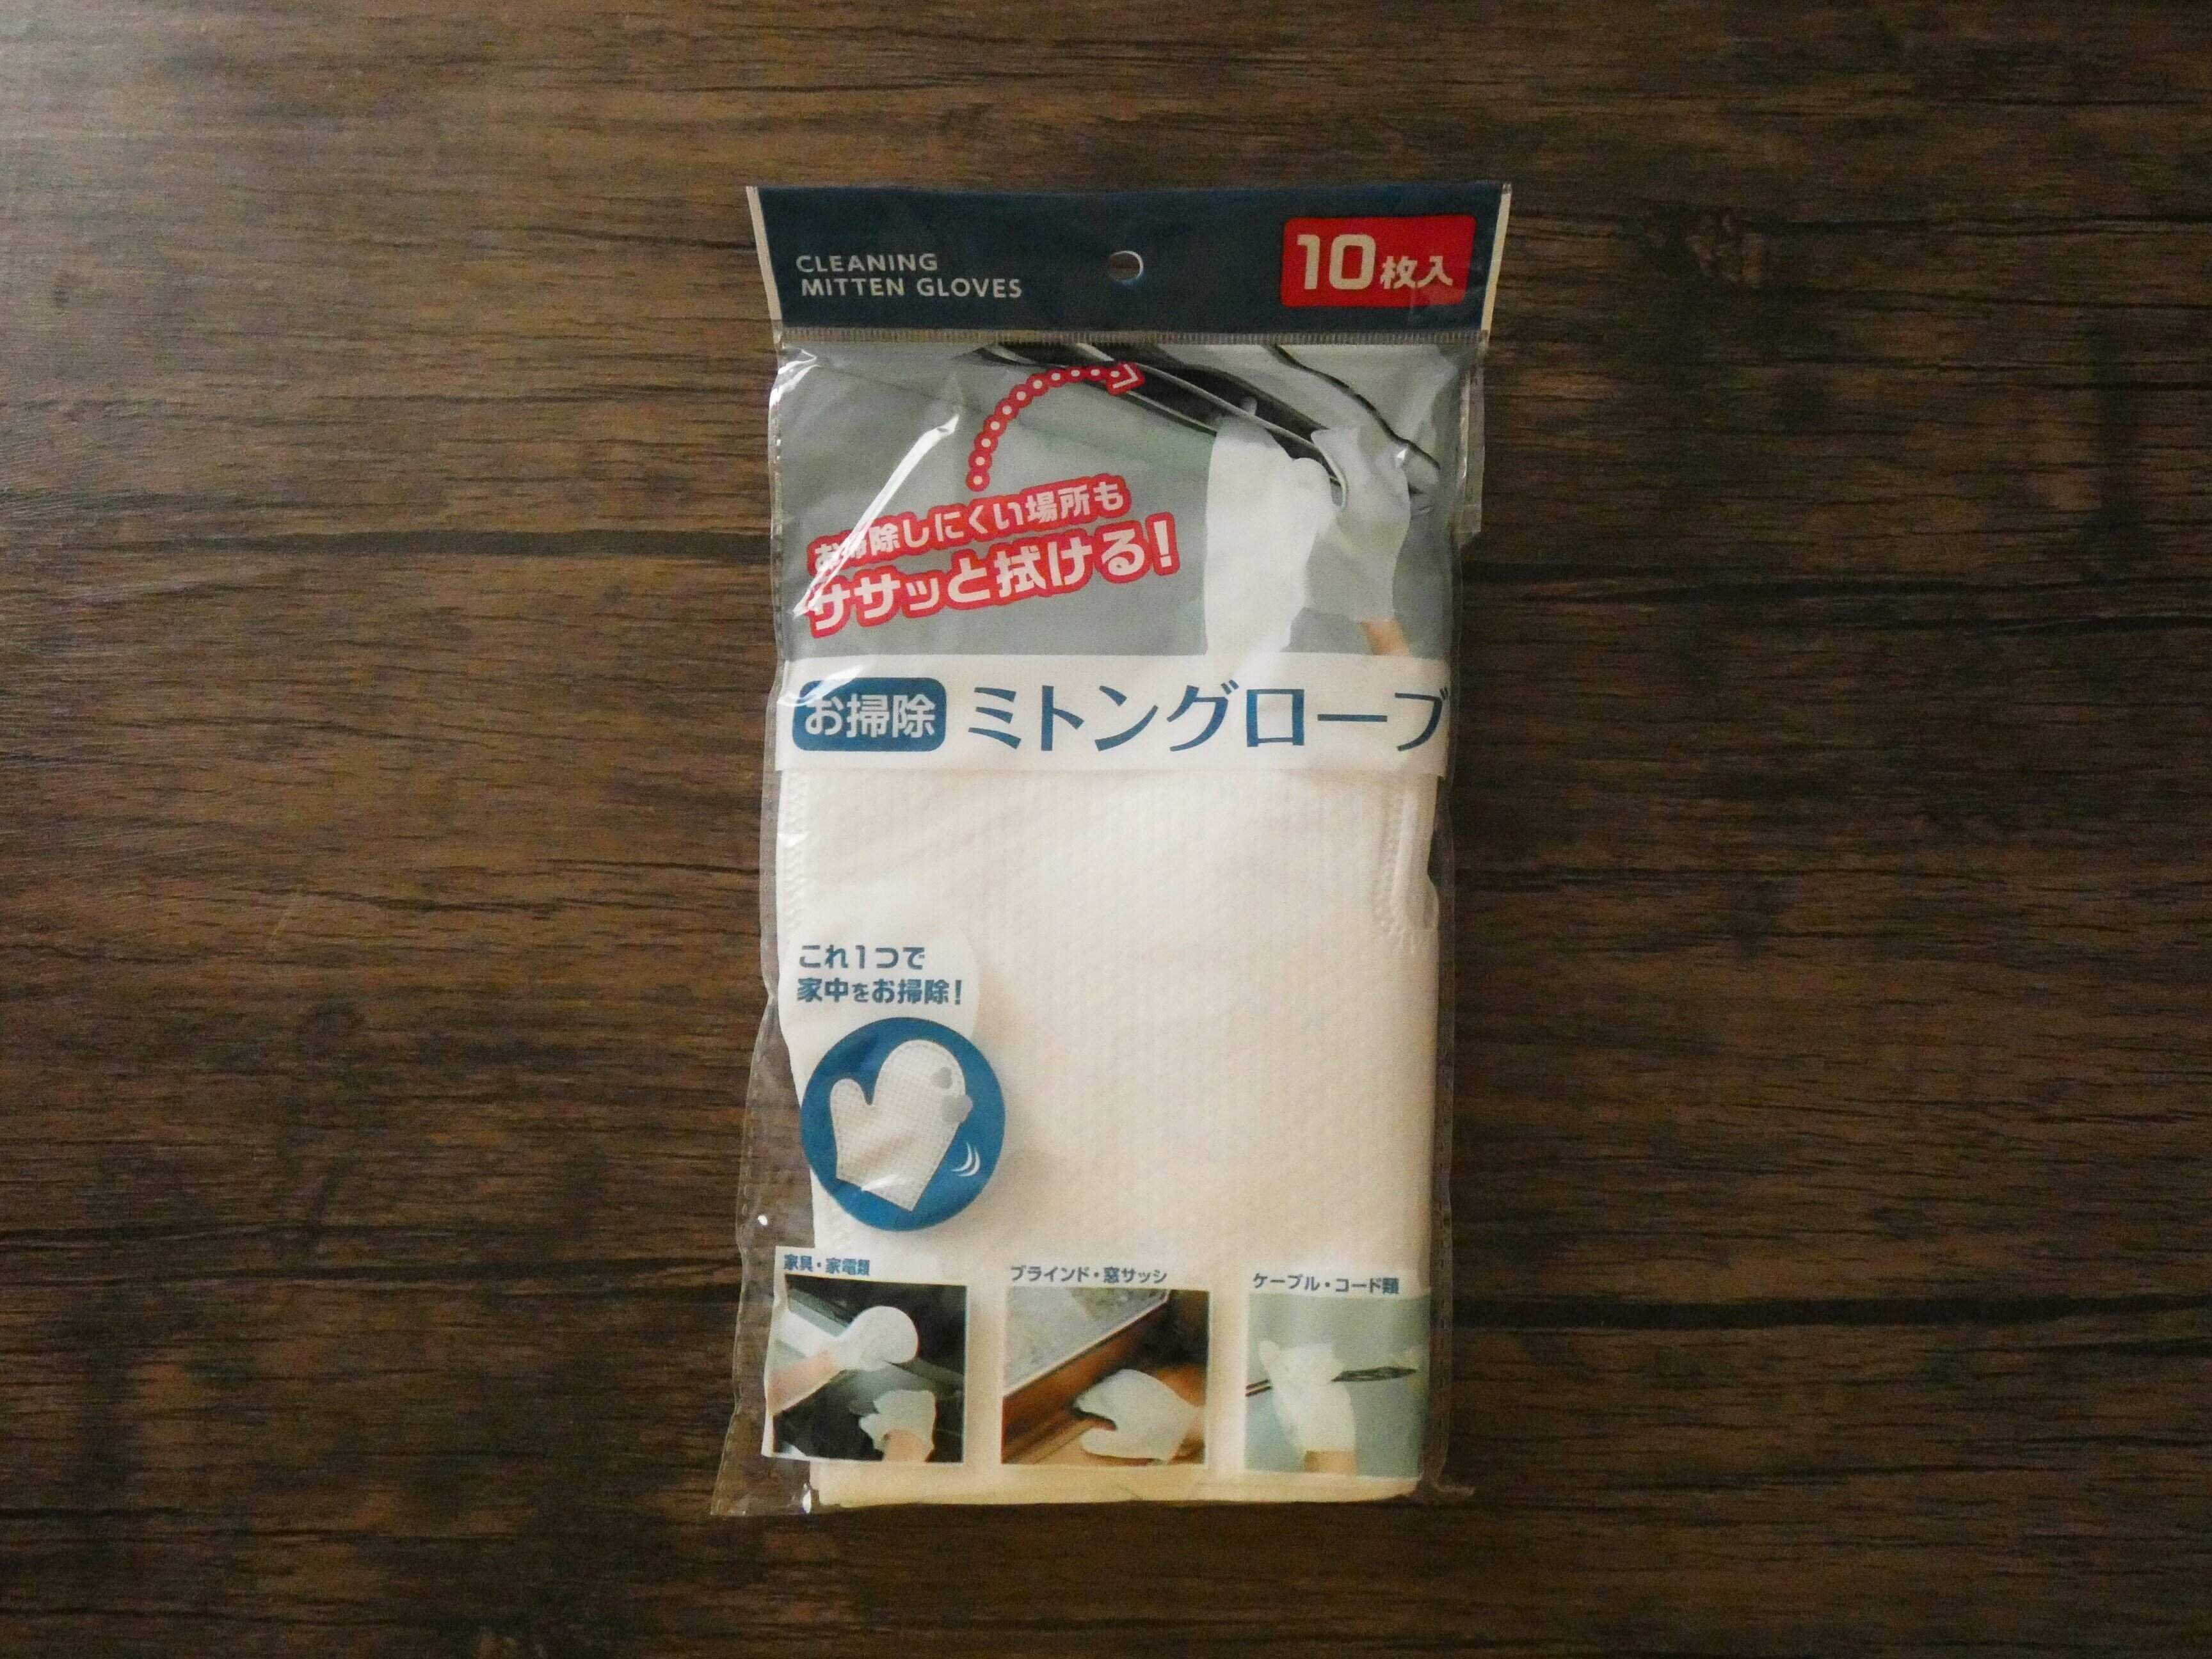 CLEANING
MITTEN GLOVES
10枚入
お掃除しにくい場所も
ササッと拭ける!
お掃除 ミトングローブ
これ1つで
家中をお掃除!
家具・家電類
ブラインド・窓サッシ
ケーブル・コード類